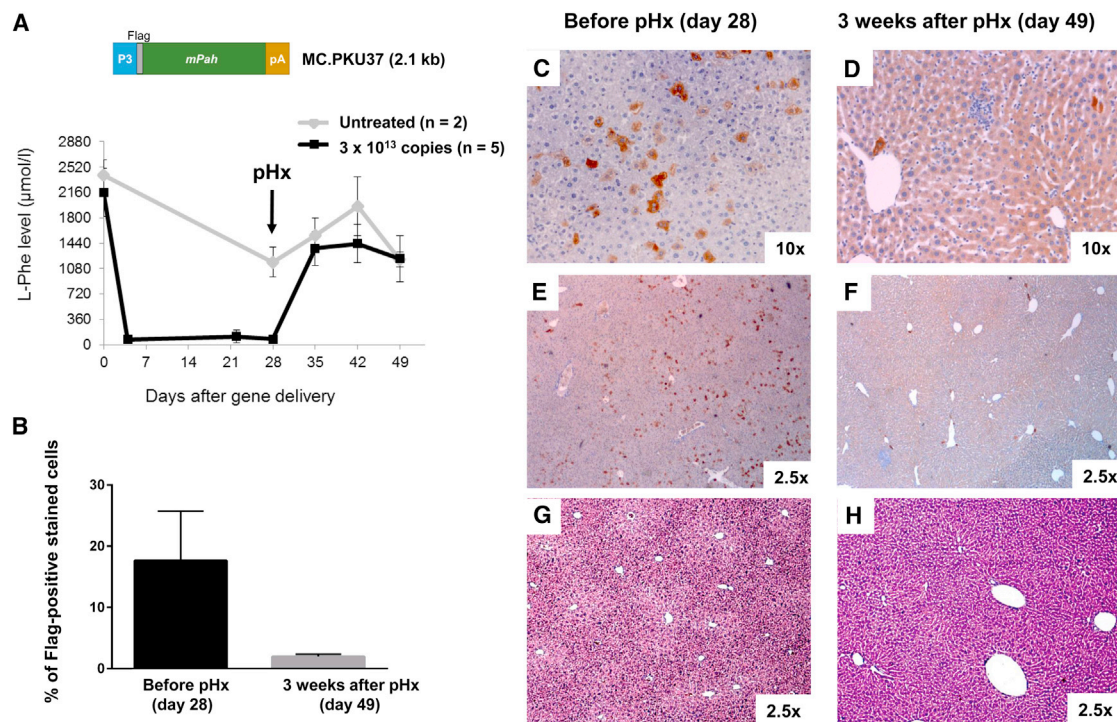 A
Flag
P3 mPah pA MC.PKU37 (2.1 kb)
Untreated (n = 2)
3 x 10¹³ copies (n = 5)
pHx
L-Phe level (µmol/l)
2880
2520
2160
1800
1440
1080
720
360
0
0 7 14 21 28 35 42 49
Days after gene delivery
B
% of Flag-positive stained cells
30
20
10
0
Before pHx
(day 28)
3 weeks after pHx
(day 49)
Before pHx (day 28) 3 weeks after pHx (day 49)
C
10x
D
10x
E
2.5x
F
2.5x
G
2.5x
H
2.5x